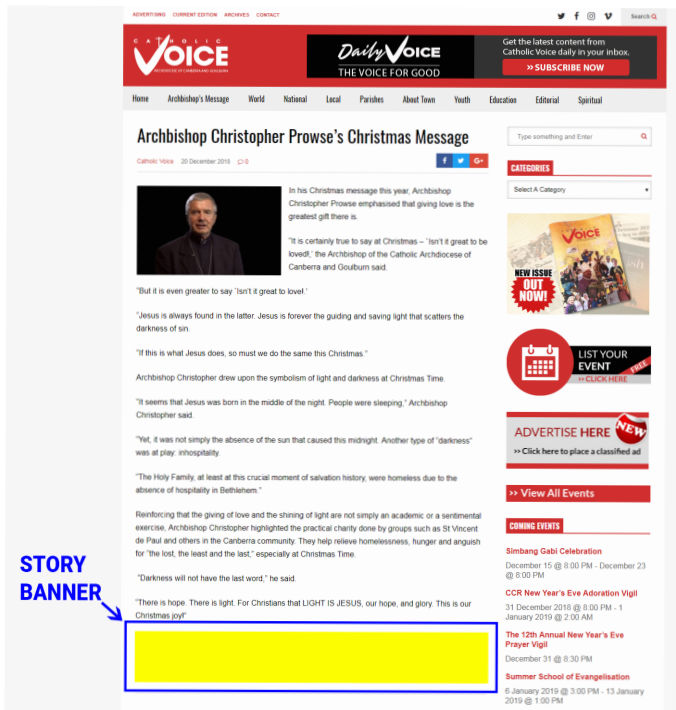 ADVERTISING CURRENT EDITION ARCHIVES CONTACT
Search
CATHOLIC
VOICE
ARCHDIOCESE OF CANBERRA AND GOULBURN
Daily VOICE
THE VOICE FOR GOOD
Get the latest content from
Catholic Voice daily in your inbox.
>> SUBSCRIBE NOW
Home Archbishop's Message World National Local Parishes About Town Youth Education Editorial Spiritual
Archbishop Christopher Prowse's Christmas Message
Catholic Voice 20 December 2018 0
f G+
In his Christmas message this year, Archbishop
Christopher Prowse emphasised that giving love is the
greatest gift there is.
"It is certainly true to say at Christmas – 'Isn't it great to be
loved!,' the Archbishop of the Catholic Archdiocese of
Canberra and Goulburn said.
"But it is even greater to say 'Isn't it great to love!.'
"Jesus is always found in the latter. Jesus is forever the guiding and saving light that scatters the
darkness of sin.
"If this is what Jesus does, so must we do the same this Christmas."
Archbishop Christopher drew upon the symbolism of light and darkness at Christmas Time.
"It seems that Jesus was born in the middle of the night. People were sleeping," Archbishop
Christopher said.
"Yet, it was not simply the absence of the sun that caused this midnight. Another type of "darkness"
was at play: inhospitality.
"The Holy Family, at least at this crucial moment of salvation history, were homeless due to the
absence of hospitality in Bethlehem."
Reinforcing that the giving of love and the shining of light are not simply an academic or a sentimental
exercise, Archbishop Christopher highlighted the practical charity done by groups such as St Vincent
de Paul and others in the Canberra community. They help relieve homelessness, hunger and anguish
for "the lost, the least and the last," especially at Christmas Time.
"Darkness will not have the last word," he said.
"There is hope. There is light. For Christians that LIGHT IS JESUS, our hope, and glory. This is our
Christmas joy!"
STORY
BANNER
Type something and Enter
CATEGORIES
Select A Category
VOICE
NEW ISSUE
OUT
NOW!
LIST YOUR
EVENT
FREE
>> CLICK HERE
ADVERTISE HERE
NEW
>> Click here to place a classified ad
>> View All Events
COMING EVENTS
Simbang Gabi Celebration
December 15 @ 8:00 PM - December 23
@ 8:00 PM
CCR New Year's Eve Adoration Vigil
31 December 2018 @ 8:00 PM - 1
January 2019 @ 2:00 AM
The 12th Annual New Year's Eve
Prayer Vigil
December 31 @ 8:30 PM
Summer School of Evangelisation
6 January 2019 @ 3:00 PM - 13 January
2019 @ 1:00 PM